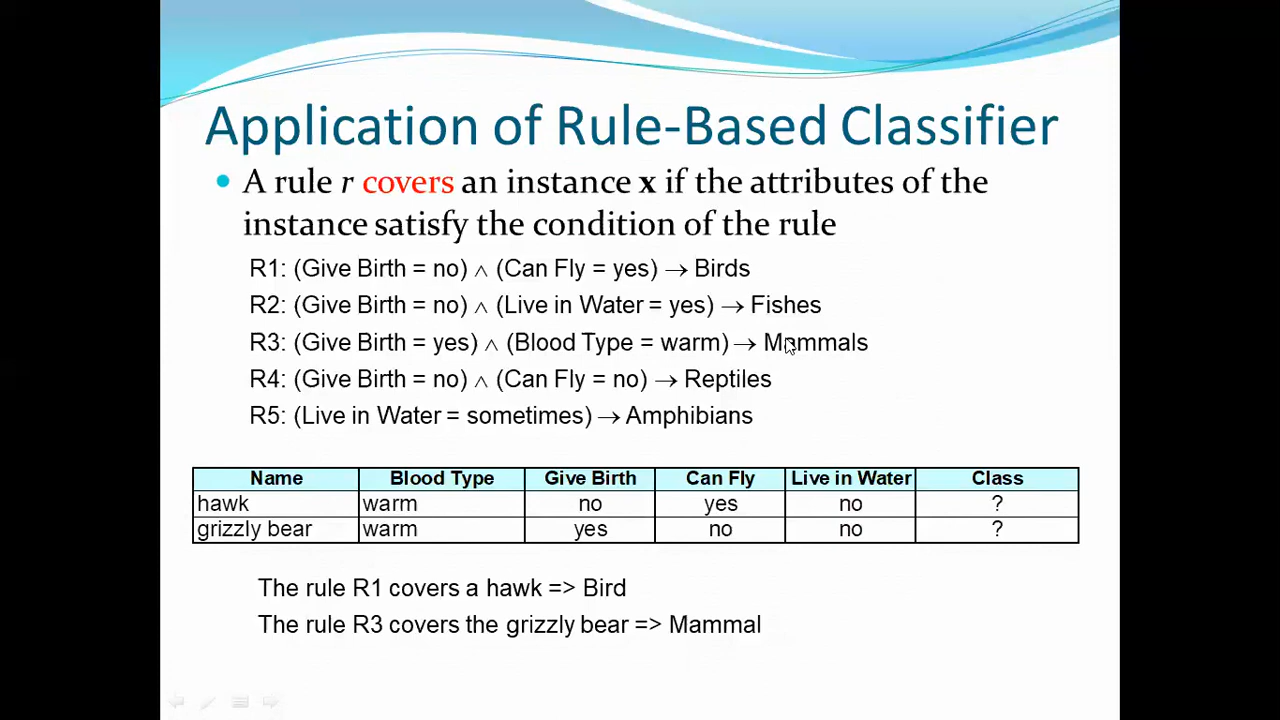 Application of Rule-Based Classifier
A rule r covers an instance x if the attributes of the
instance satisfy the condition of the rule
R1: (Give Birth = no) ∧ (Can Fly = yes) → Birds
R2: (Give Birth = no) ∧ (Live in Water = yes) → Fishes
R3: (Give Birth = yes) ∧ (Blood Type = warm) → Mammals
R4: (Give Birth = no) ∧ (Can Fly = no) → Reptiles
R5: (Live in Water = sometimes) → Amphibians
Name Blood Type Give Birth Can Fly Live in Water Class
hawk warm no yes no ?
grizzly bear warm yes no no ?
The rule R1 covers a hawk => Bird
The rule R3 covers the grizzly bear => Mammal